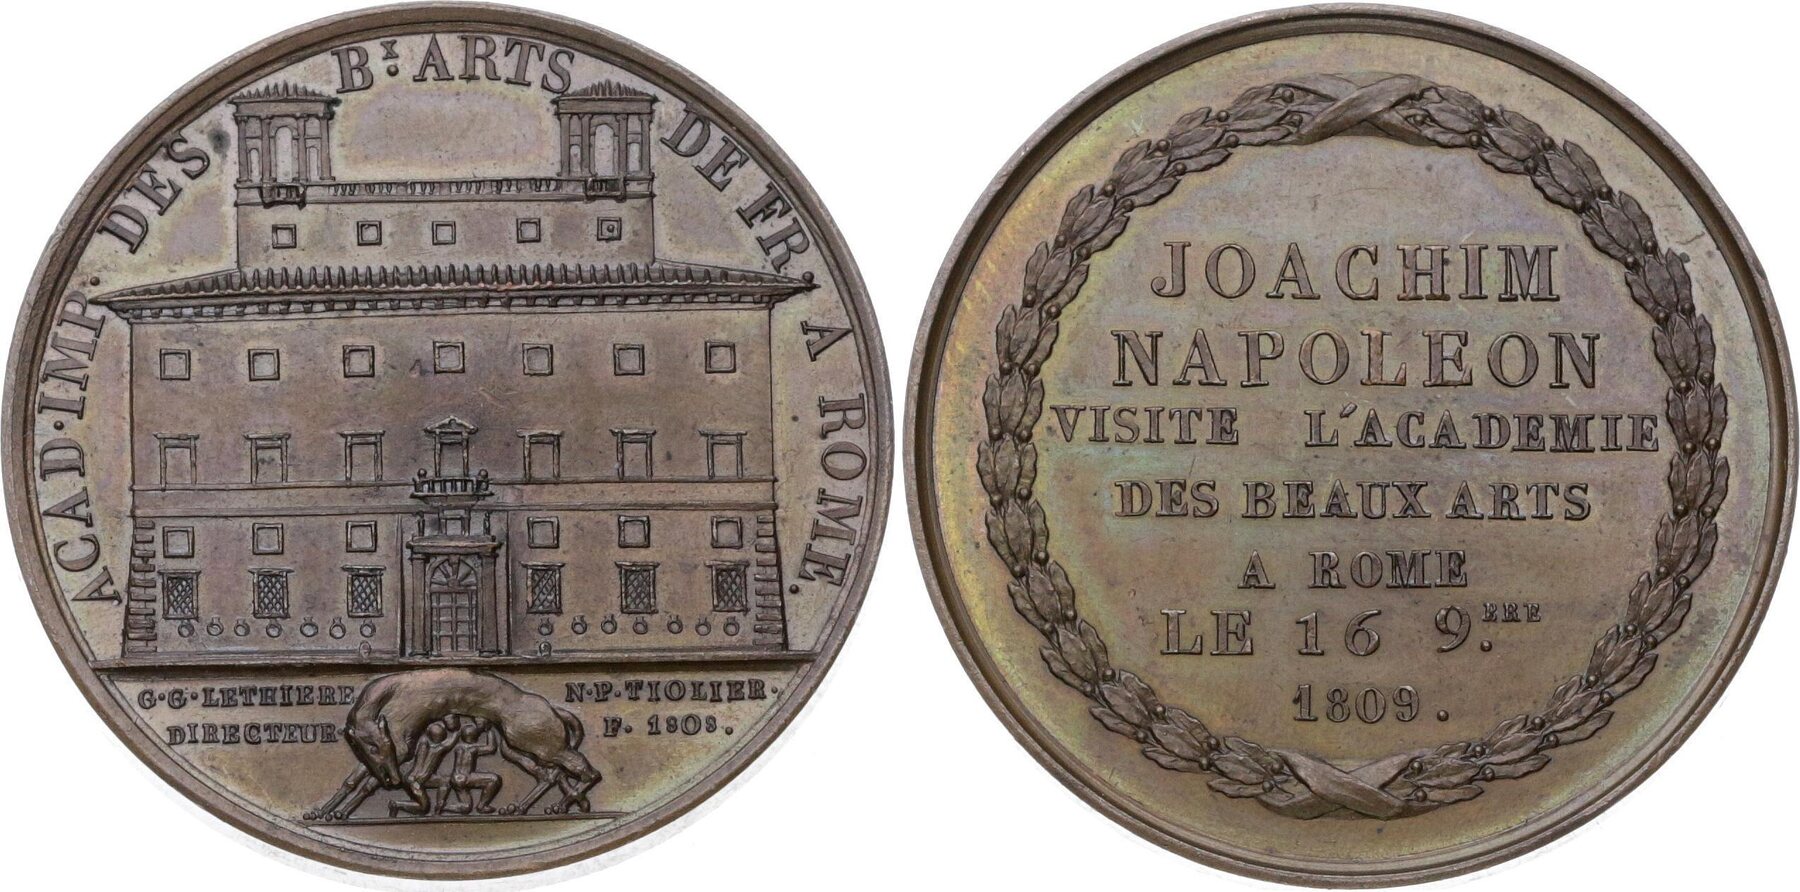 ACAD·IMP. DES Bx. ARTS DE FR. A ROME.
G·G·LETHIERE
DIRECTEUR·
N·P·TIOLIER·
F. 1808.
JOACHIM
NAPOLEON
VISITE L'ACADEMIE
DES BEAUX ARTS
A ROME
LE 16 9.BRE
1809.